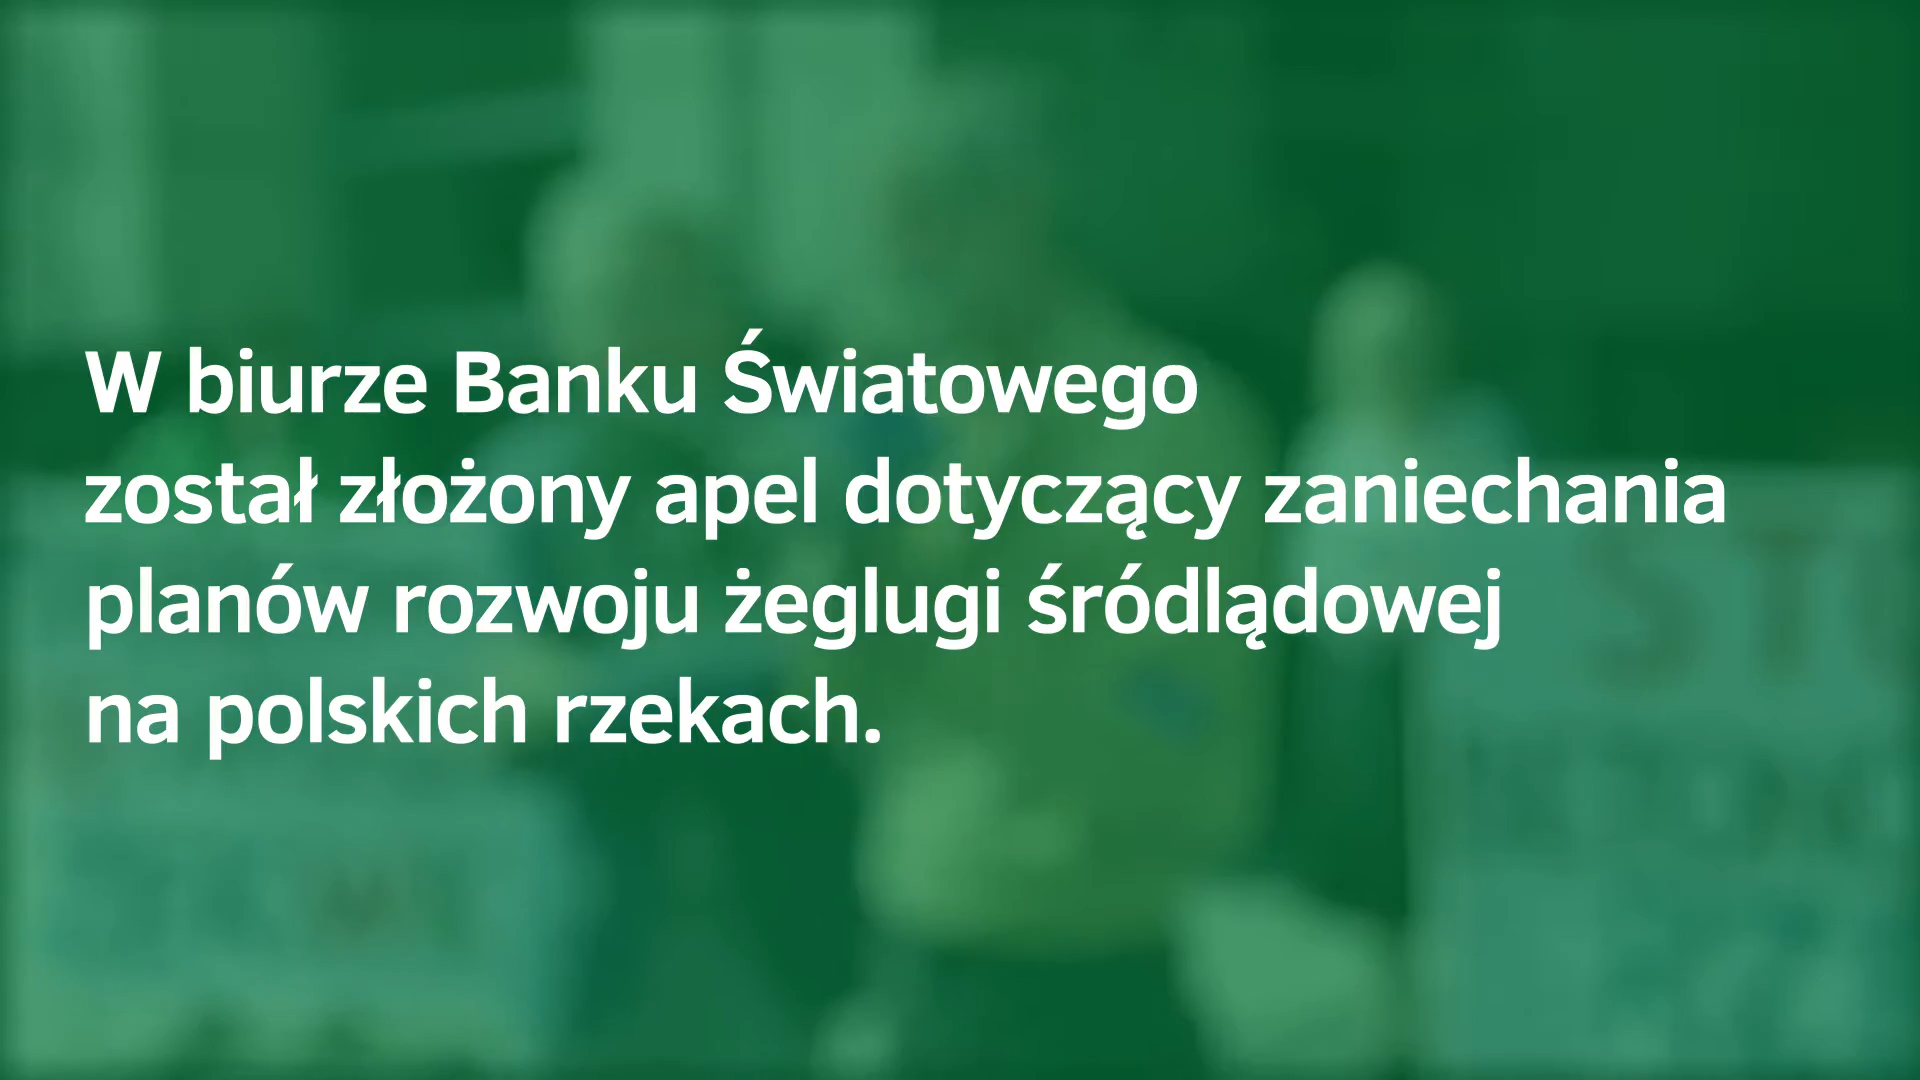 W biurze Banku Światowego
został złożony apel dotyczący zaniechania
planów rozwoju żeglugi śródlądowej
na polskich rzekach.